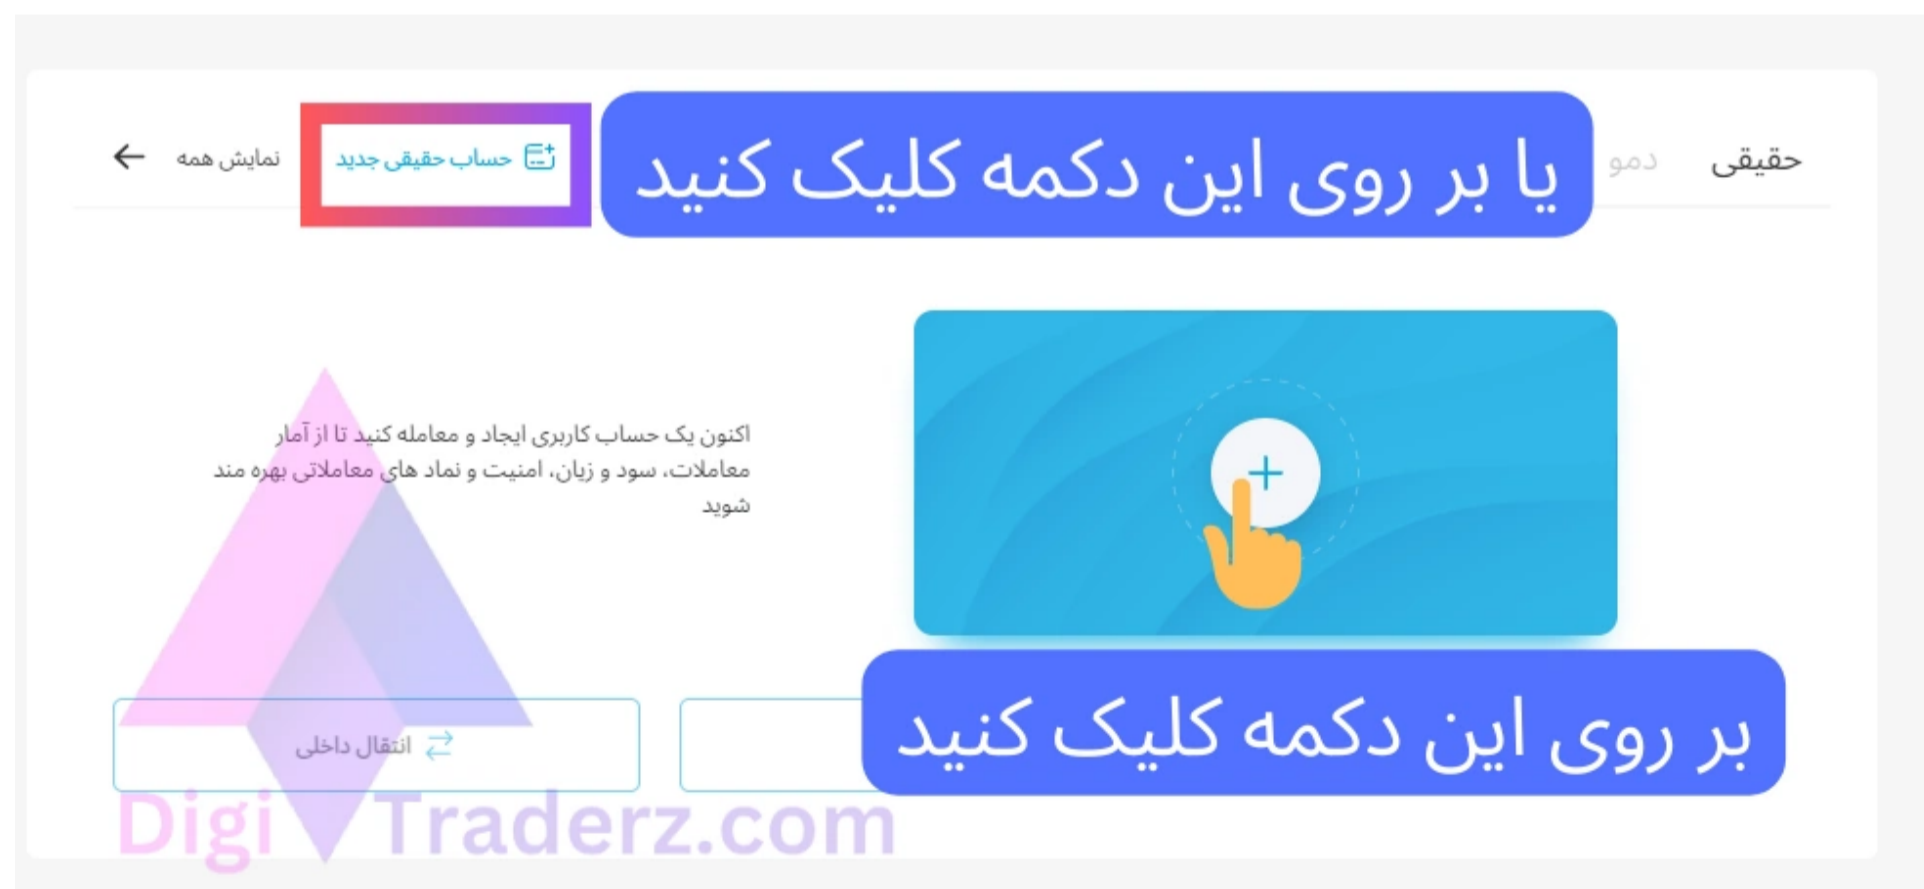 حقیقی
دمو
یا بر روی این دکمه کلیک کنید
حساب حقیقی جدید
نمایش همه
اکنون یک حساب کاربری ایجاد و معامله کنید تا از آمار
معاملات، سود و زیان، امنیت و نماد های معاملاتی بهره مند
شوید
بر روی این دکمه کلیک کنید
انتقال داخلی
Digi Traderz.com